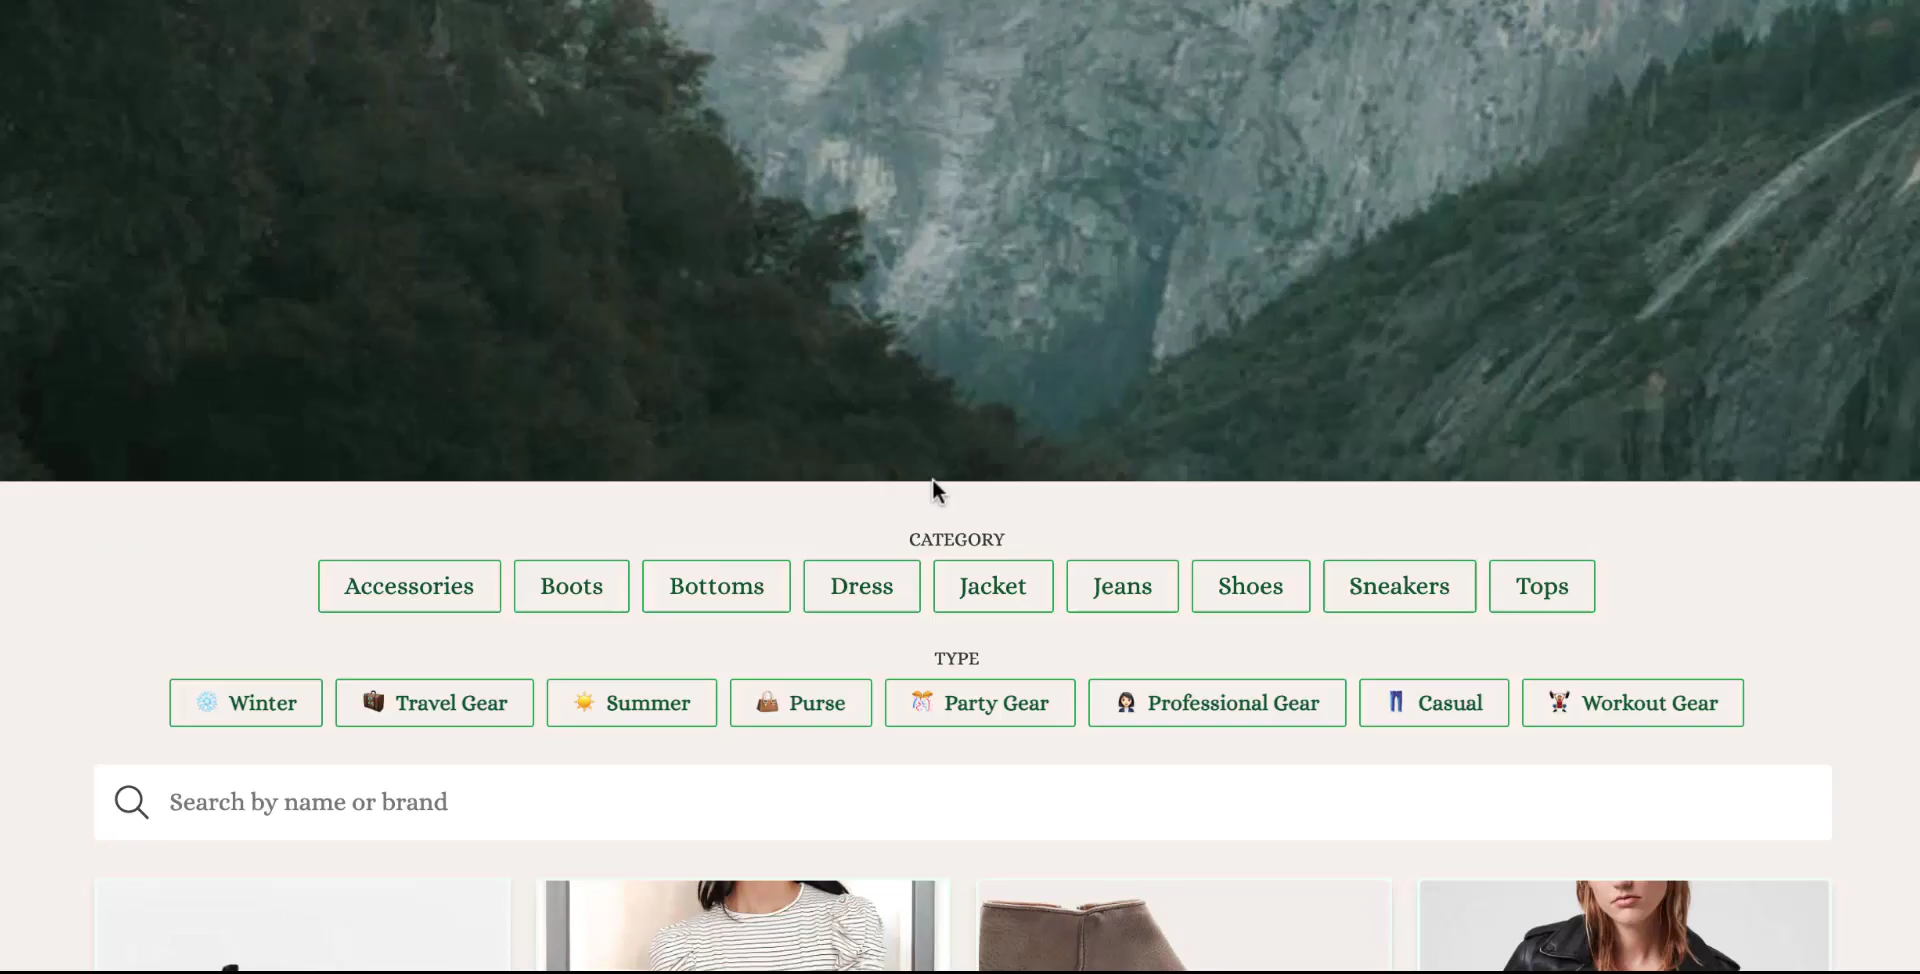 CATEGORY
Accessories Boots Bottoms Dress Jacket Jeans Shoes Sneakers Tops
TYPE
Winter Travel Gear Summer Purse Party Gear Professional Gear Casual Workout Gear
Search by name or brand